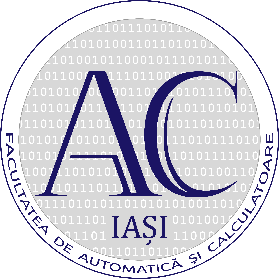 AC
IAȘI
FACULTATEA DE AUTOMATICĂ ȘI CALCULATOARE